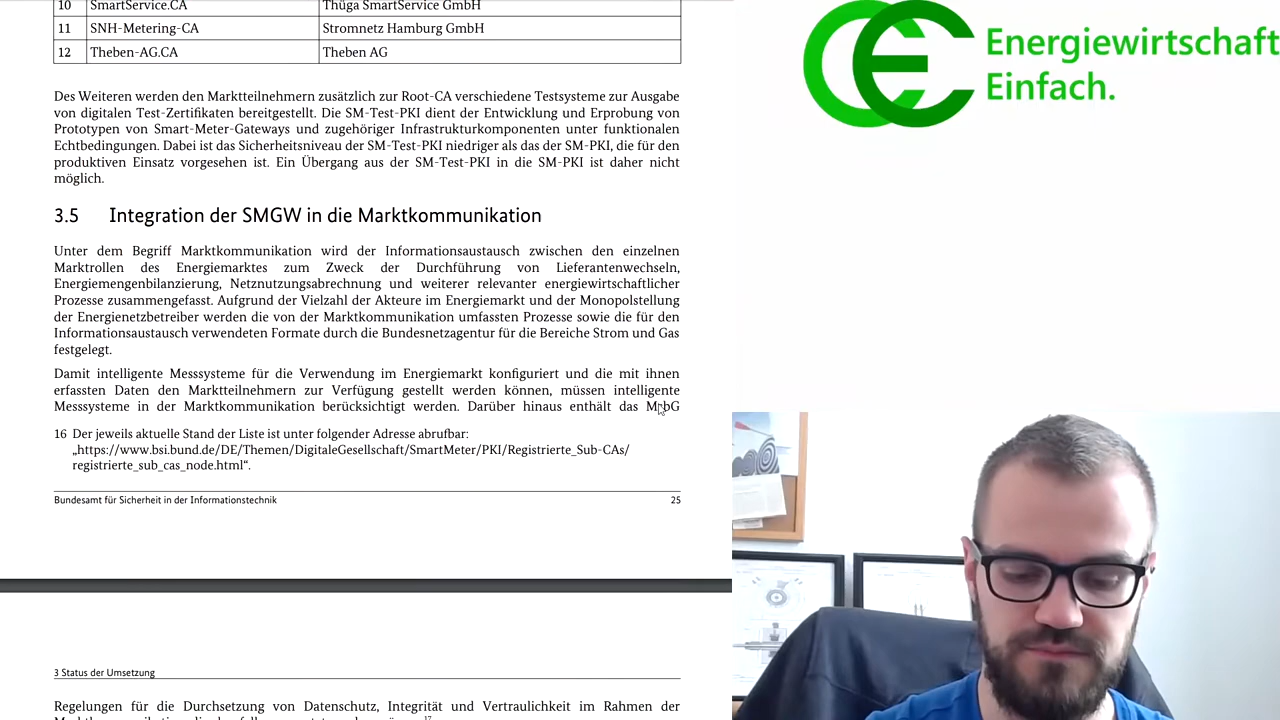 10 SmartService.CA Thüga SmartService GmbH
11 SNH-Metering-CA Stromnetz Hamburg GmbH
12 Theben-AG.CA Theben AG
Des Weiteren werden den Marktteilnehmern zusätzlich zur Root-CA verschiedene Testsysteme zur Ausgabe
von digitalen Test-Zertifikaten bereitgestellt. Die SM-Test-PKI dient der Entwicklung und Erprobung von
Prototypen von Smart-Meter-Gateways und zugehöriger Infrastrukturkomponenten unter funktionalen
Echtbedingungen. Dabei ist das Sicherheitsniveau der SM-Test-PKI niedriger als das der SM-PKI, die für den
produktiven Einsatz vorgesehen ist. Ein Übergang aus der SM-Test-PKI in die SM-PKI ist daher nicht
möglich.
3.5 Integration der SMGW in die Marktkommunikation
Unter dem Begriff Marktkommunikation wird der Informationsaustausch zwischen den einzelnen
Marktrollen des Energiemarktes zum Zweck der Durchführung von Lieferantenwechseln,
Energiemengenbilanzierung, Netznutzungsabrechnung und weiterer relevanter energiewirtschaftlicher
Prozesse zusammengefasst. Aufgrund der Vielzahl der Akteure im Energiemarkt und der Monopolstellung
der Energienetzbetreiber werden die von der Marktkommunikation umfassten Prozesse sowie die für den
Informationsaustausch verwendeten Formate durch die Bundesnetzagentur für die Bereiche Strom und Gas
festgelegt.
Damit intelligente Messsysteme für die Verwendung im Energiemarkt konfiguriert und die mit ihnen
erfassten Daten den Marktteilnehmern zur Verfügung gestellt werden können, müssen intelligente
Messsysteme in der Marktkommunikation berücksichtigt werden. Darüber hinaus enthält das MsbG
16 Der jeweils aktuelle Stand der Liste ist unter folgender Adresse abrufbar:
„https://www.bsi.bund.de/DE/Themen/DigitaleGesellschaft/SmartMeter/PKI/Registrierte_Sub-CAs/
registrierte_sub_cas_node.html“.
Bundesamt für Sicherheit in der Informationstechnik 25
3 Status der Umsetzung
Regelungen für die Durchsetzung von Datenschutz, Integrität und Vertraulichkeit im Rahmen der
Energiewirtschaft
Einfach.